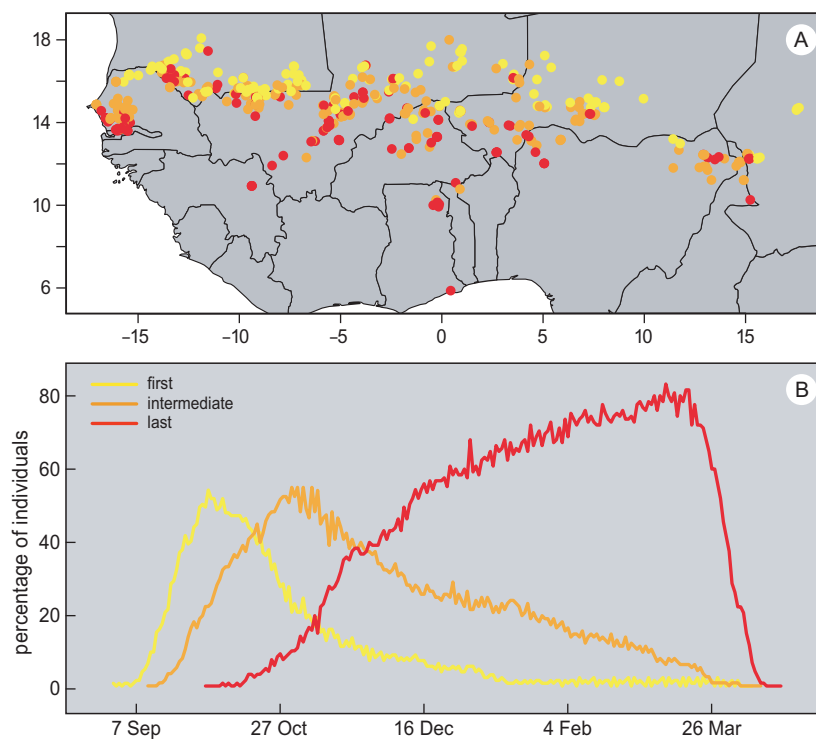 A
18
14
10
6
−15
−10
−5
0
5
10
15
B
first
intermediate
last
percentage of individuals
80
60
40
20
0
7 Sep
27 Oct
16 Dec
4 Feb
26 Mar